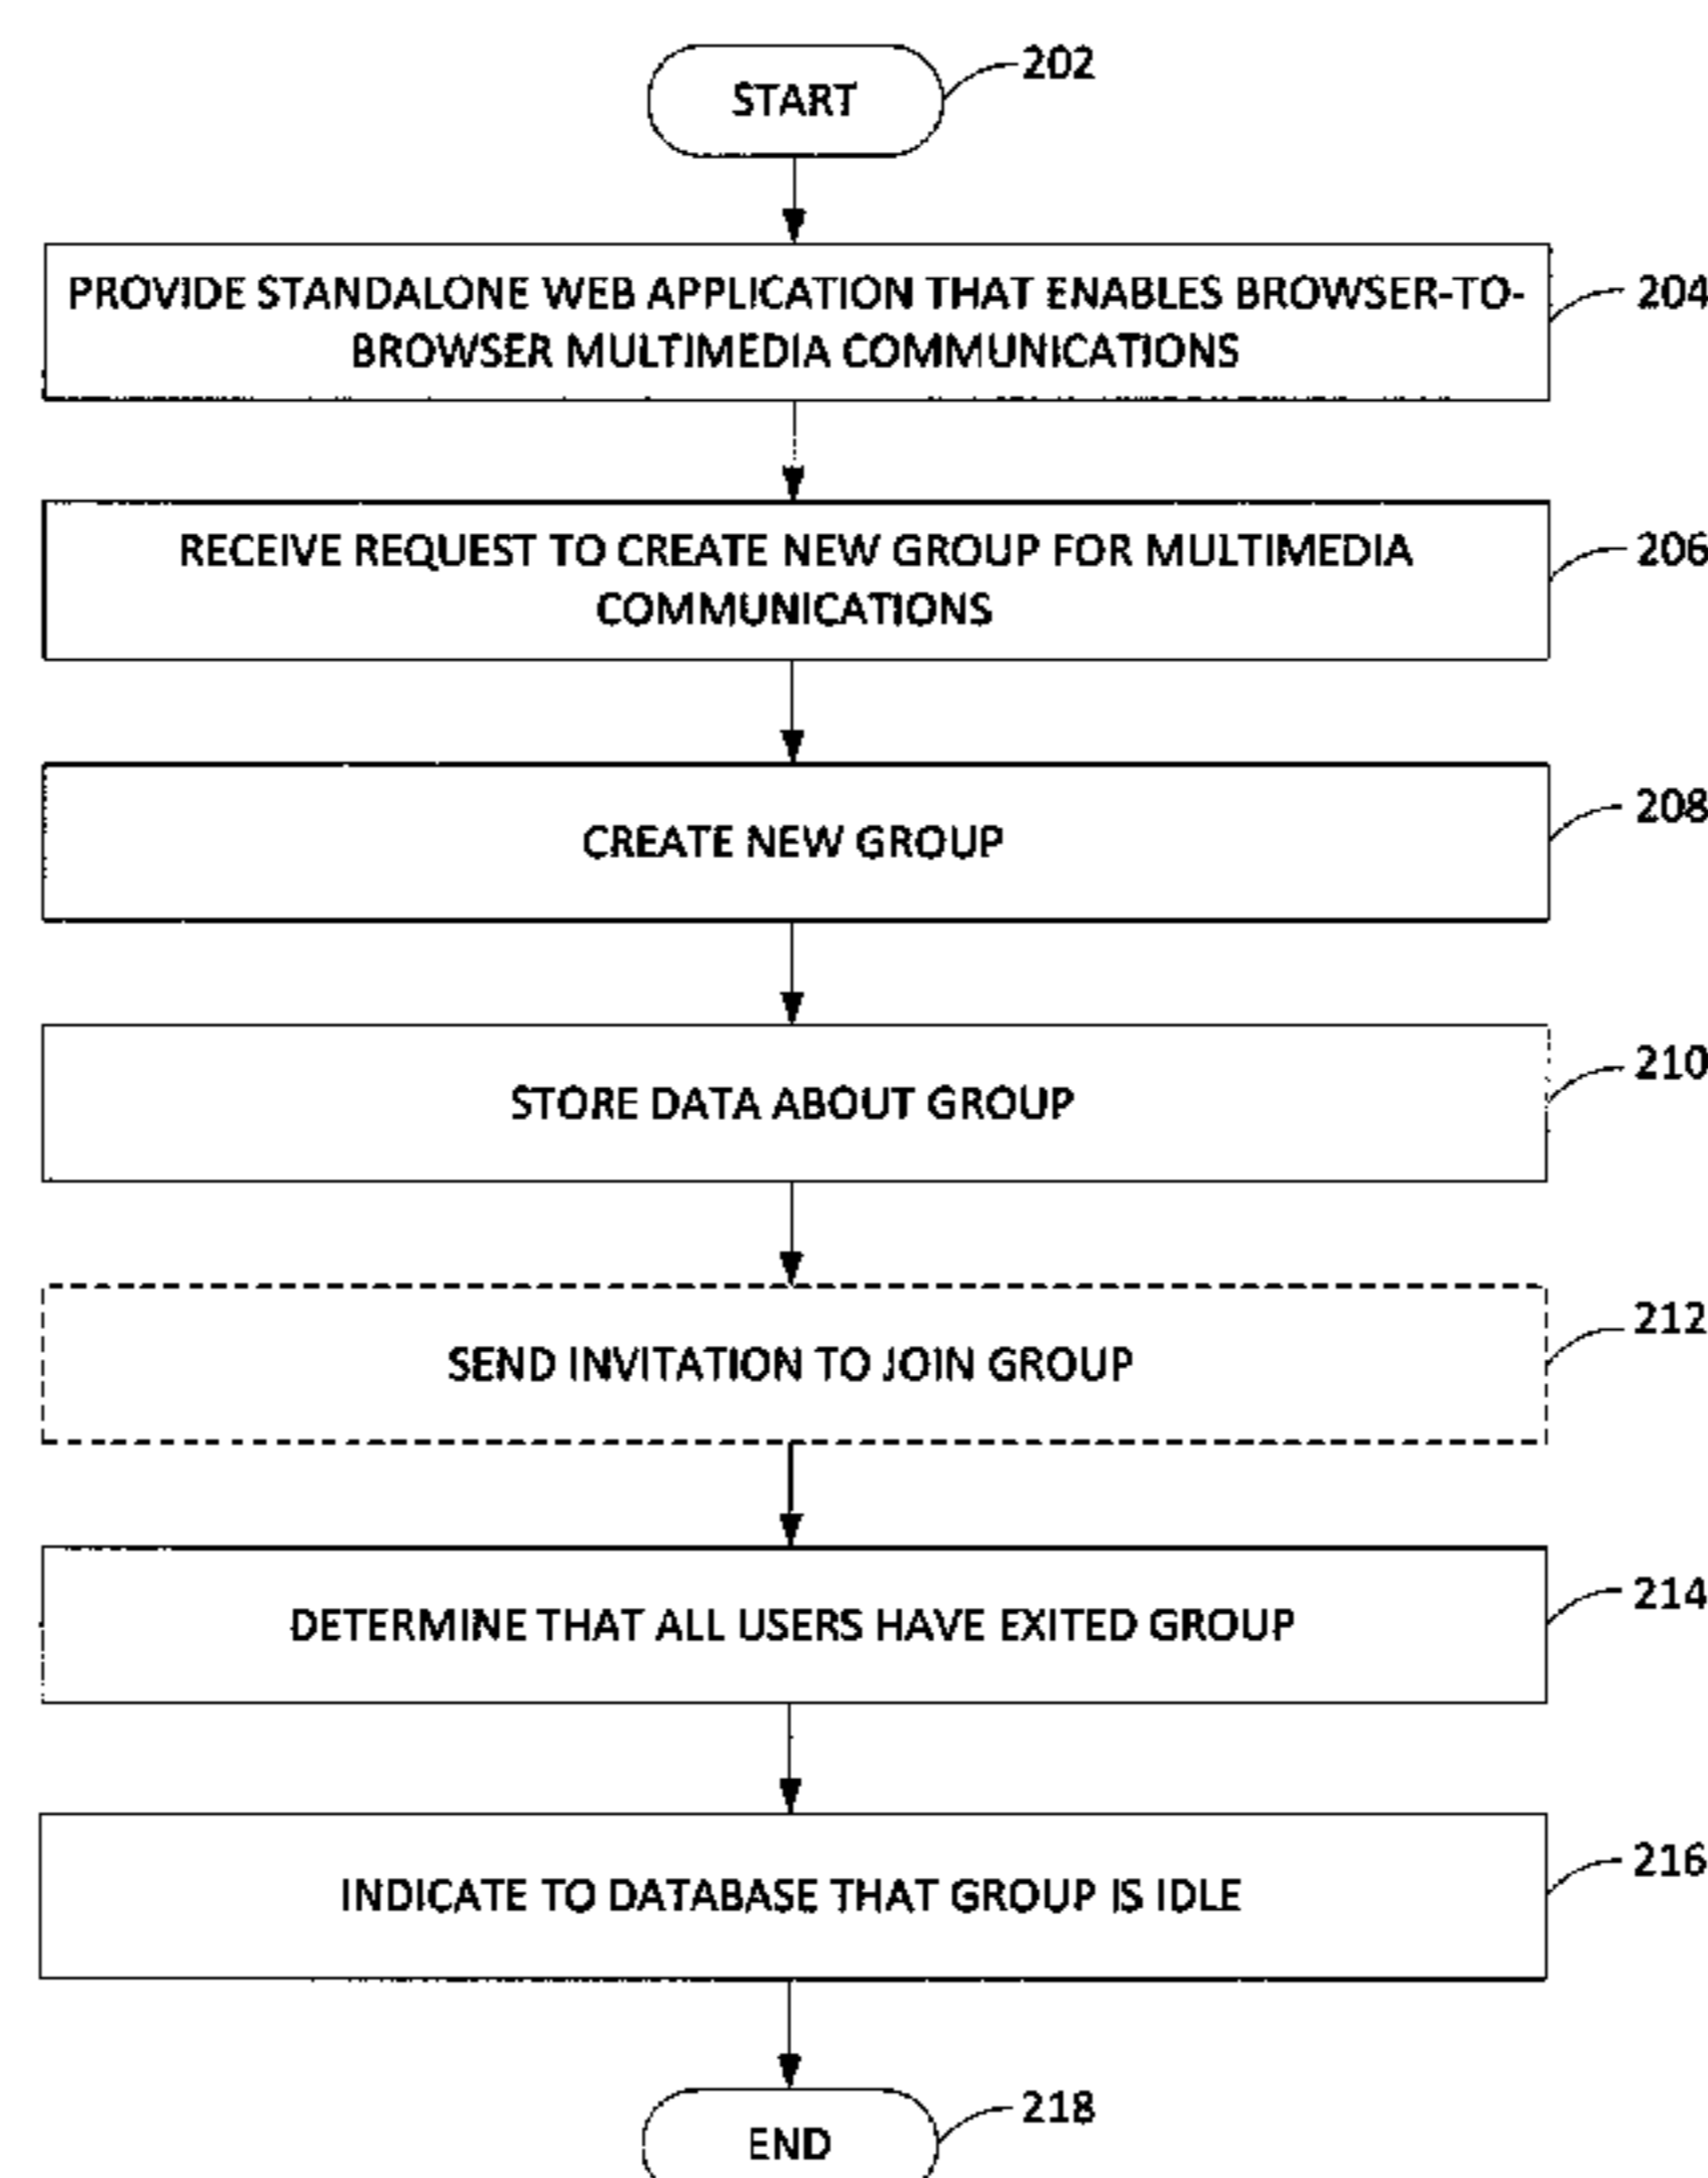 START
202
PROVIDE STANDALONE WEB APPLICATION THAT ENABLES BROWSER-TO-
BROWSER MULTIMEDIA COMMUNICATIONS
204
RECEIVE REQUEST TO CREATE NEW GROUP FOR MULTIMEDIA
COMMUNICATIONS
206
CREATE NEW GROUP
208
STORE DATA ABOUT GROUP
210
SEND INVITATION TO JOIN GROUP
212
DETERMINE THAT ALL USERS HAVE EXITED GROUP
214
INDICATE TO DATABASE THAT GROUP IS IDLE
216
END
218